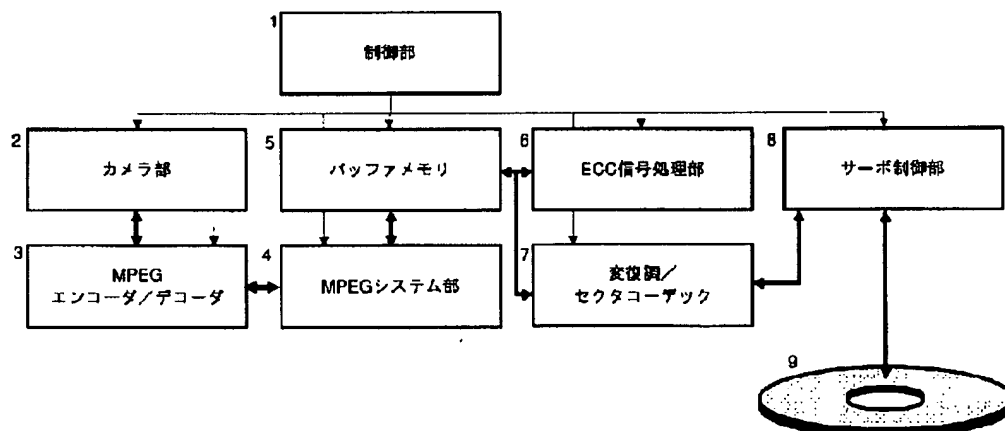 1
制御部
2
カメラ部
5
バッファメモリ
6
ECC信号処理部
8
サーボ制御部
3
MPEG
エンコーダ/デコーダ
4
MPEGシステム部
7
変復調/
セクタコーデック
9